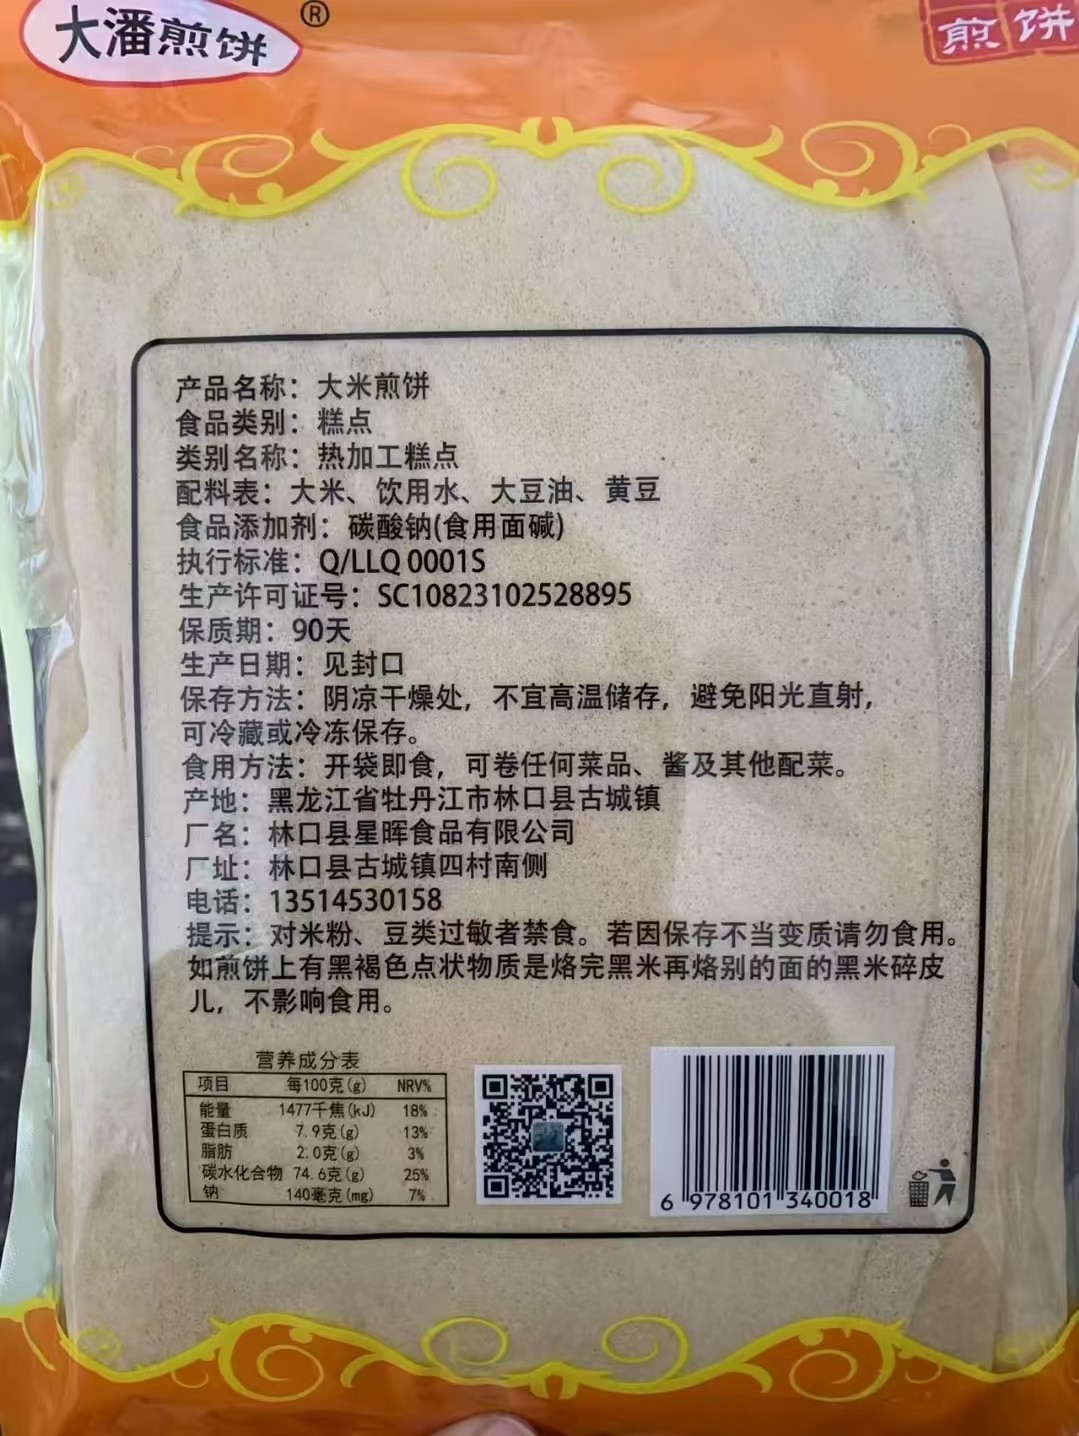 大潘煎饼®
煎饼
产品名称：大米煎饼
食品类别：糕点
类别名称：热加工糕点
配料表：大米、饮用水、大豆油、黄豆
食品添加剂：碳酸钠(食用面碱)
执行标准：Q/LLQ 0001S
生产许可证号：SC10823102528895
保质期：90天
生产日期：见封口
保存方法：阴凉干燥处，不宜高温储存，避免阳光直射，
可冷藏或冷冻保存。
食用方法：开袋即食，可卷任何菜品、酱及其他配菜。
产地：黑龙江省牡丹江市林口县古城镇
厂名：林口县星晖食品有限公司
厂址：林口县古城镇四村南侧
电话：13514530158
提示：对米粉、豆类过敏者禁食。若因保存不当变质请勿食用。
如煎饼上有黑褐色点状物质是烙完黑米再烙别的面的黑米碎皮
儿，不影响食用。
营养成分表
项目 每100克(g) NRV%
能量 1477千焦(kJ) 18%
蛋白质 7.9克(g) 13%
脂肪 2.0克(g) 3%
碳水化合物 74.6克(g) 25%
钠 140毫克(mg) 7%
6 978101 340018